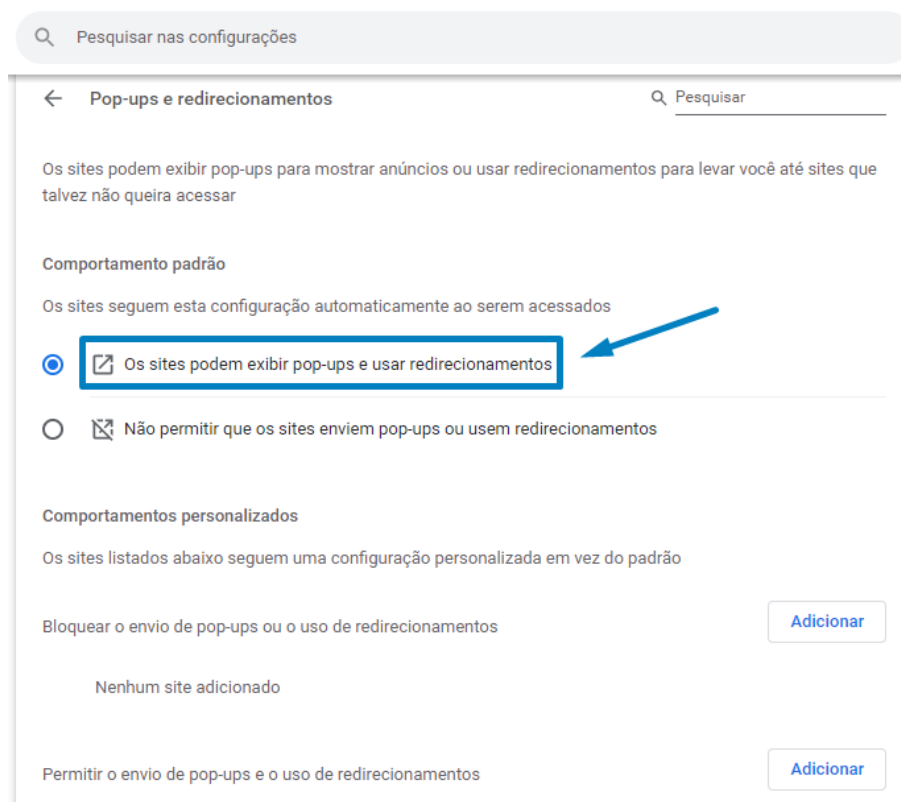 Pesquisar nas configurações
Pop-ups e redirecionamentos
Pesquisar
Os sites podem exibir pop-ups para mostrar anúncios ou usar redirecionamentos para levar você até sites que
talvez não queira acessar
Comportamento padrão
Os sites seguem esta configuração automaticamente ao serem acessados
Os sites podem exibir pop-ups e usar redirecionamentos
Não permitir que os sites enviem pop-ups ou usem redirecionamentos
Comportamentos personalizados
Os sites listados abaixo seguem uma configuração personalizada em vez do padrão
Bloquear o envio de pop-ups ou o uso de redirecionamentos
Adicionar
Nenhum site adicionado
Permitir o envio de pop-ups e o uso de redirecionamentos
Adicionar